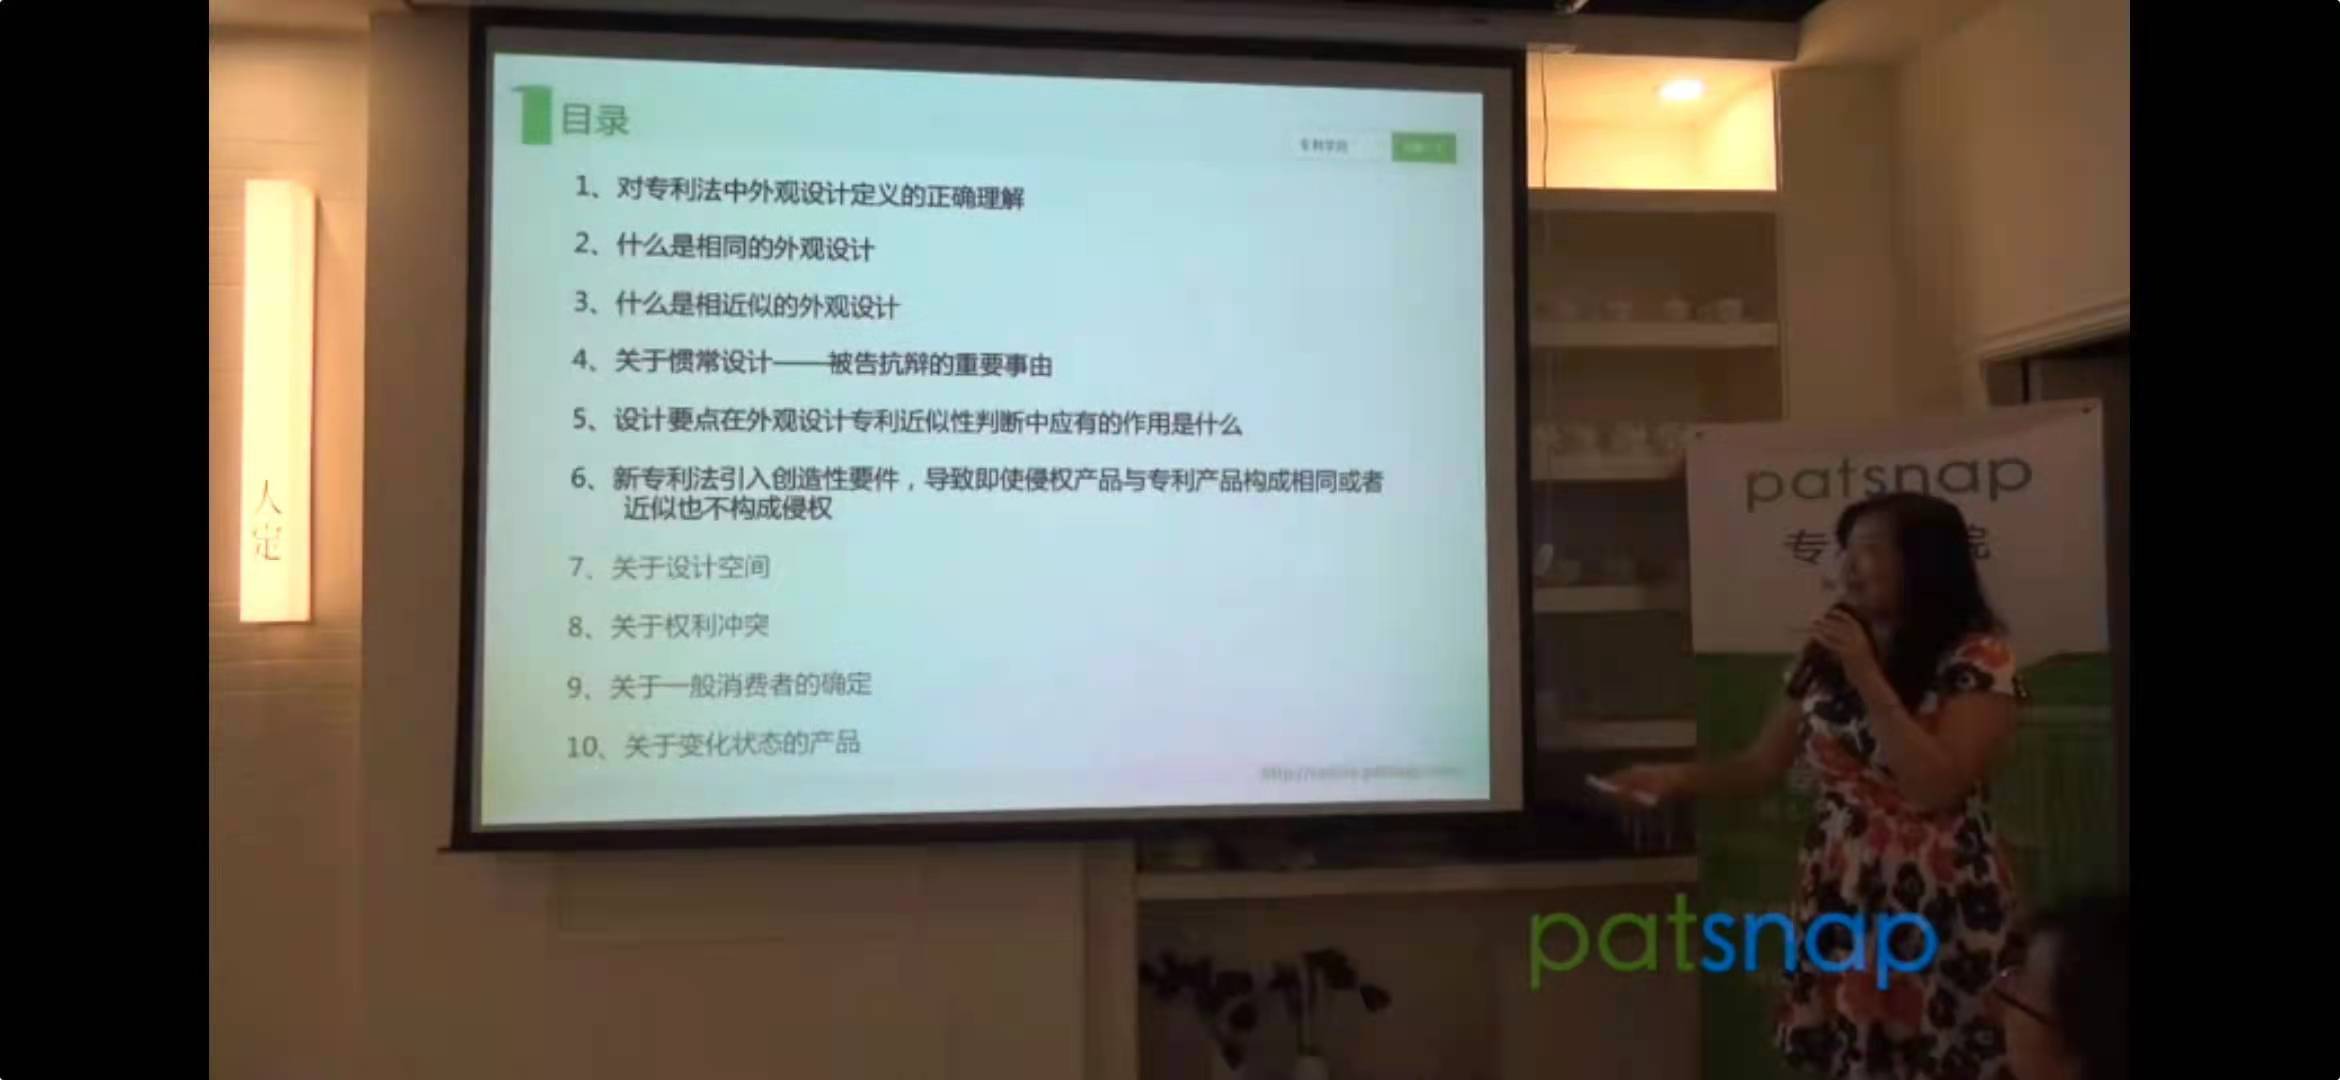 目录
专利学院
1、对专利法中外观设计定义的正确理解
2、什么是相同的外观设计
3、什么是相近似的外观设计
4、关于惯常设计——被告抗辩的重要事由
5、设计要点在外观设计专利近似性判断中应有的作用是什么
6、新专利法引入创造性要件，导致即使侵权产品与专利产品构成相同或者
近似也不构成侵权
7、关于设计空间
8、关于权利冲突
9、关于一般消费者的确定
10、关于变化状态的产品
人定
patsnap
专 院
patsnap